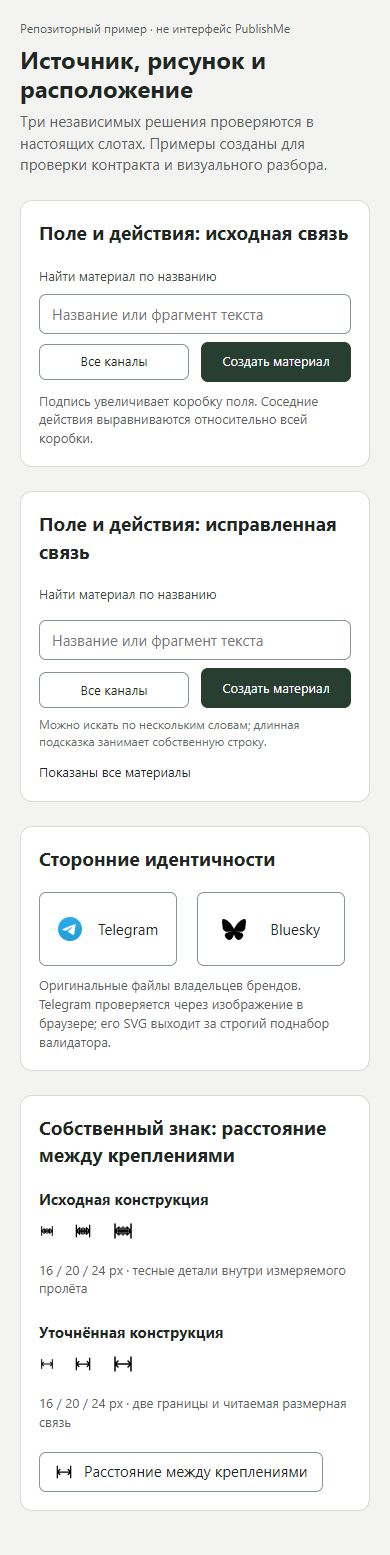 Репозиторный пример · не интерфейс PublishMe
Источник, рисунок и
расположение
Три независимых решения проверяются в
настоящих слотах. Примеры созданы для
проверки контракта и визуального разбора.
Поле и действия: исходная связь
Найти материал по названию
Название или фрагмент текста
Все каналы
Создать материал
Подпись увеличивает коробку поля. Соседние
действия выравниваются относительно всей
коробки.
Поле и действия: исправленная
связь
Найти материал по названию
Название или фрагмент текста
Все каналы
Создать материал
Можно искать по нескольким словам; длинная
подсказка занимает собственную строку.
Показаны все материалы
Сторонние идентичности
Telegram
Bluesky
Оригинальные файлы владельцев брендов.
Telegram проверяется через изображение в
браузере; его SVG выходит за строгий поднабор
валидатора.
Собственный знак: расстояние
между креплениями
Исходная конструкция
16 / 20 / 24 px · тесные детали внутри измеряемого
пролёта
Уточнённая конструкция
16 / 20 / 24 px · две границы и читаемая размерная
связь
Расстояние между креплениями